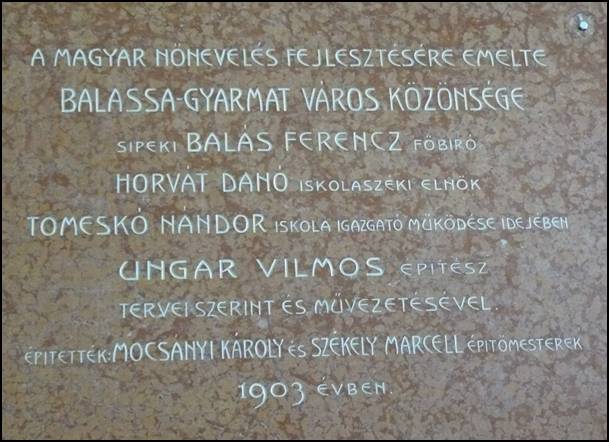 A MAGYAR NŐNEVELÉS FEJLESZTÉSÉRE EMELTE
BALASSA-GYARMAT VÁROS KÖZÖNSÉGE
SIPEKI BALÁS FERENCZ FŐBIRÓ
HORVÁT DANÓ ISKOLASZÉKI ELNÖK
TOMESKÓ NÁNDOR ISKOLA IGAZGATÓ MŰKÖDÉSE IDEJÉBEN
UNGAR VILMOS ÉPITÉSZ
TERVEI SZERINT ÉS MŰVEZETÉSÉVEL.
ÉPITETTÉK: MOCSANYI KÁROLY ÉS SZÉKELY MARCELL ÉPITŐMESTEREK
1903 ÉVBEN.